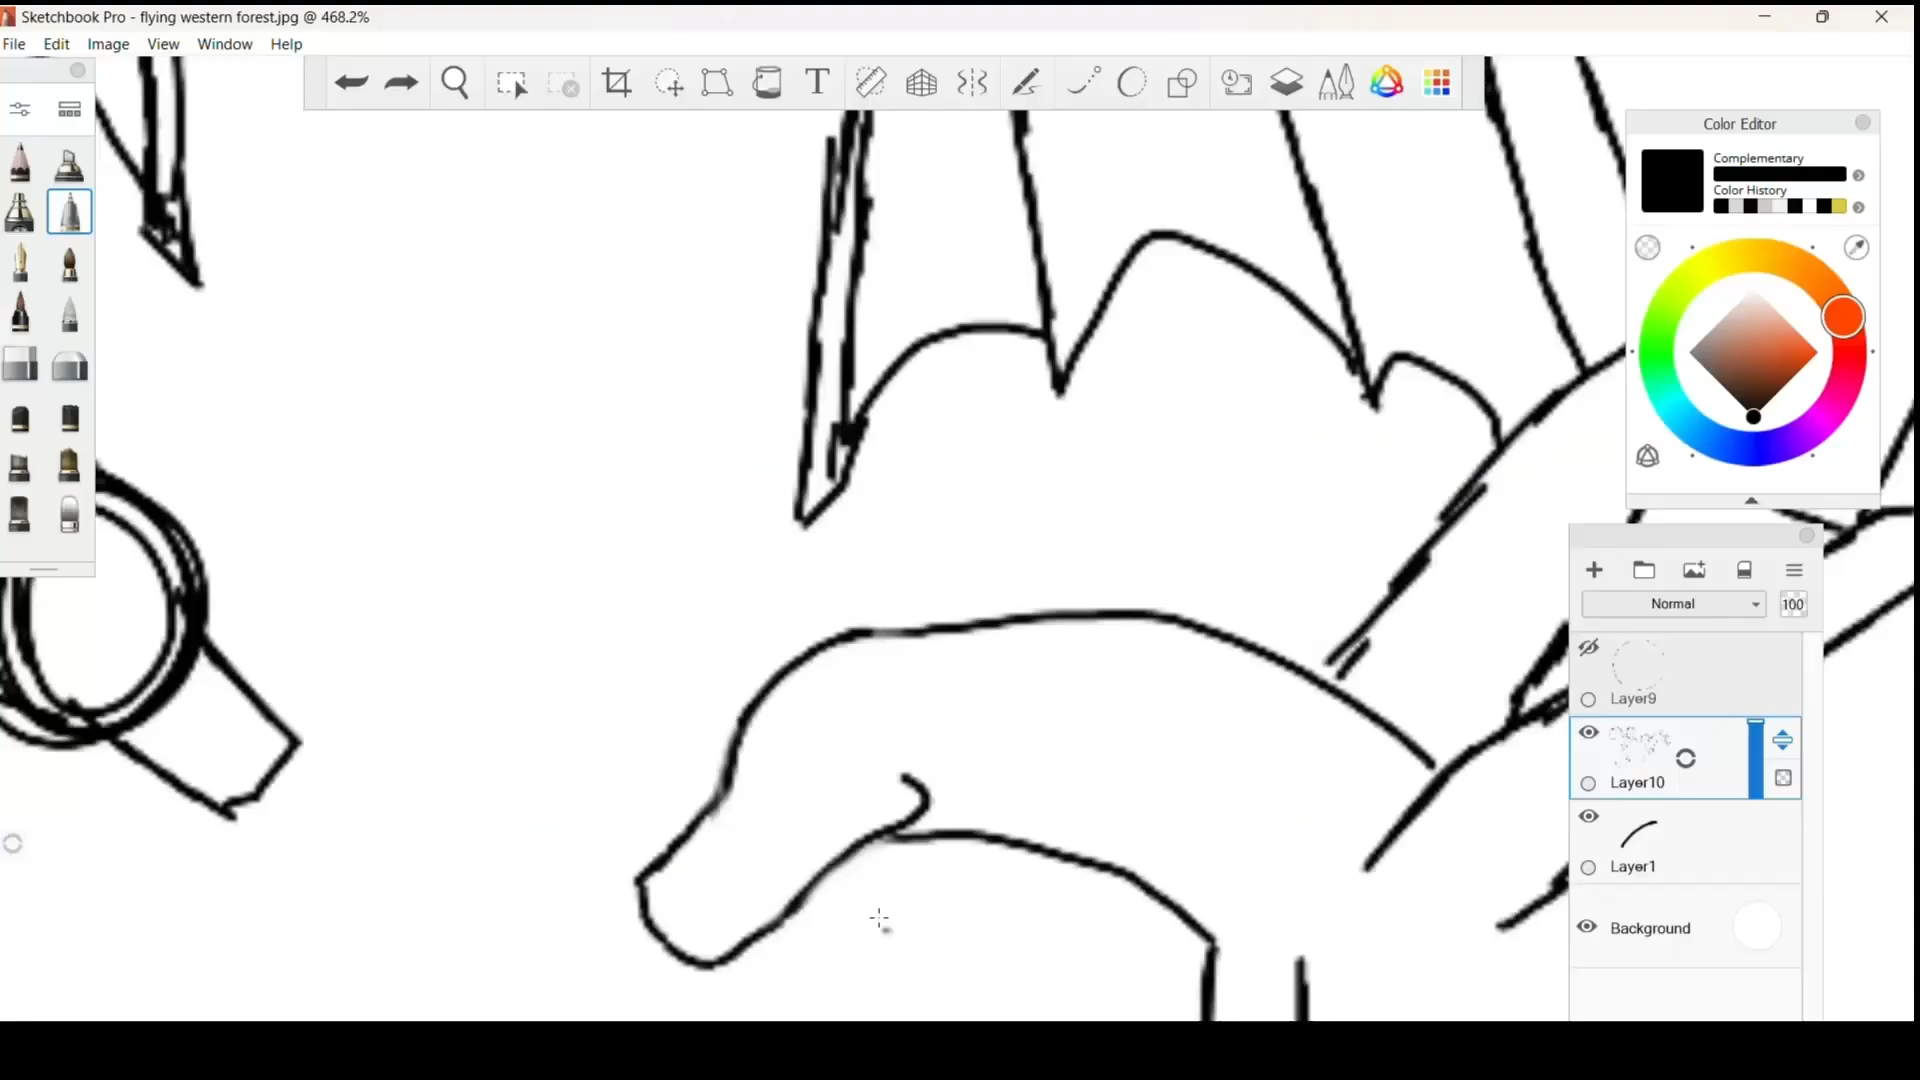 Sketchbook Pro - flying western forest.jpg @ 468.2%
File Edit Image View Window Help
T
Color Editor
Complementary
Color History
Normal 100
Layer9
Layer10
Layer1
Background